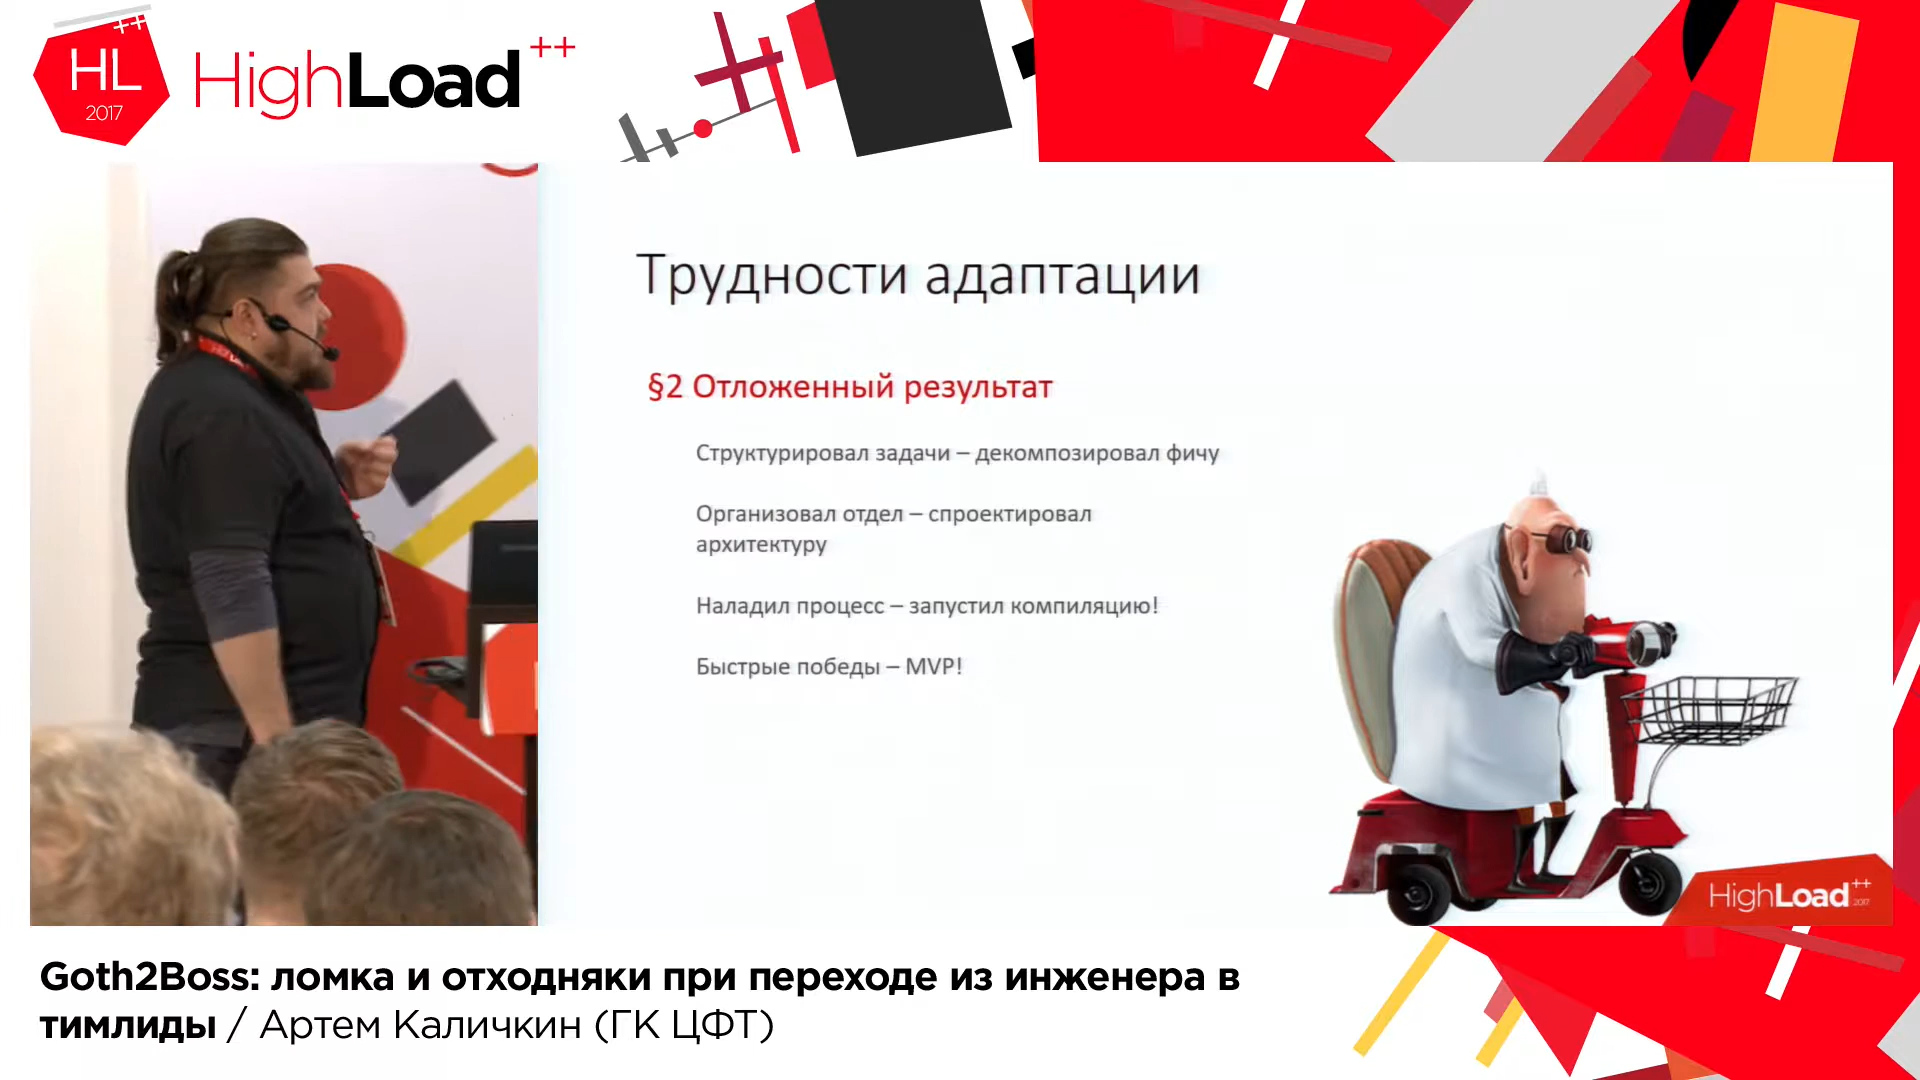 ++
HL
2017
HighLoad++
Трудности адаптации
§2 Отложенный результат
Структурировал задачи – декомпозировал фичу
Организовал отдел – спроектировал
архитектуру
Наладил процесс – запустил компиляцию!
Быстрые победы – MVP!
HighLoad++
2017
Goth2Boss: ломка и отходняки при переходе из инженера в
тимлиды / Артем Каличкин (ГК ЦФТ)